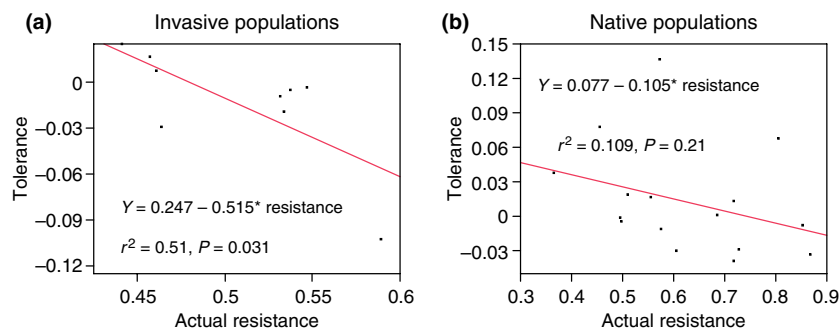 (a) Invasive populations
0
−0.03
−0.06
−0.09
−0.12
Tolerance
Y = 0.247 – 0.515* resistance
r² = 0.51, P = 0.031
0.45 0.5 0.55 0.6
Actual resistance
(b) Native populations
0.15
0.12
0.09
0.06
0.03
0
−0.03
Tolerance
Y = 0.077 – 0.105* resistance
r² = 0.109, P = 0.21
0.3 0.4 0.5 0.6 0.7 0.8 0.9
Actual resistance